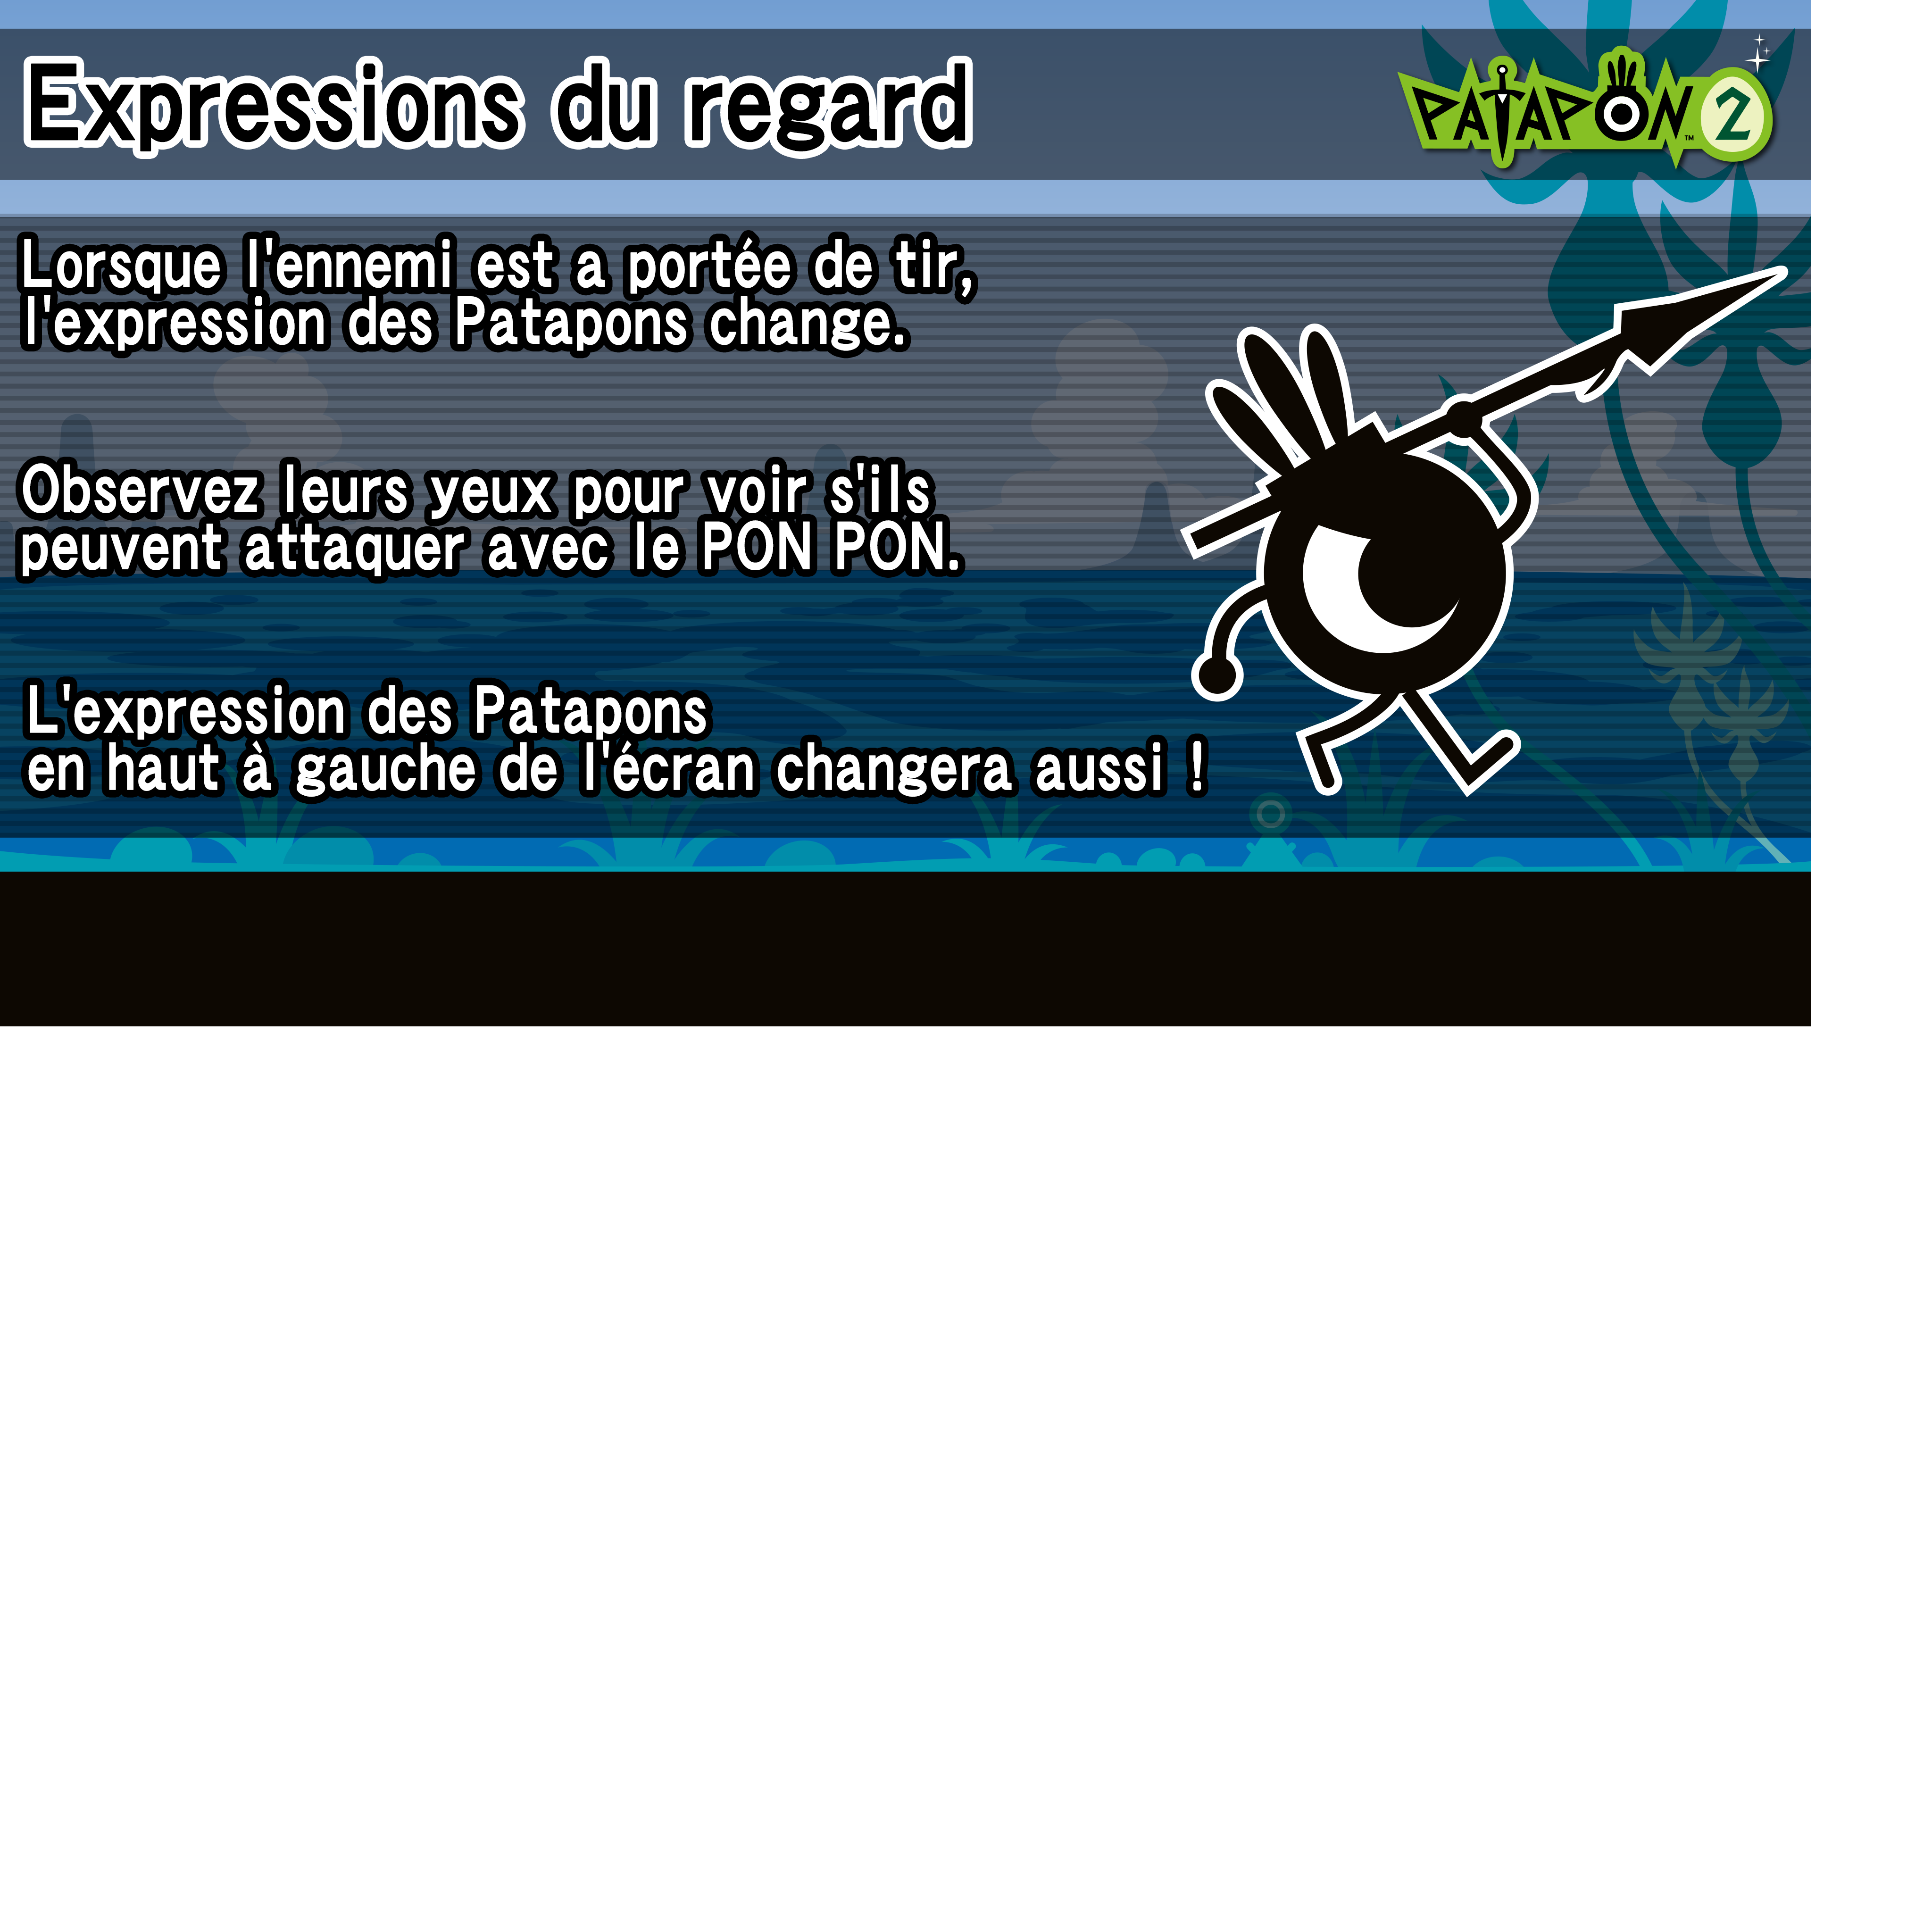 Expressions du regard
PATAPON 2
™
Lorsque l'ennemi est a portée de tir,
l'expression des Patapons change.
Observez leurs yeux pour voir s'ils
peuvent attaquer avec le PON PON.
L'expression des Patapons
en haut à gauche de l'écran changera aussi !